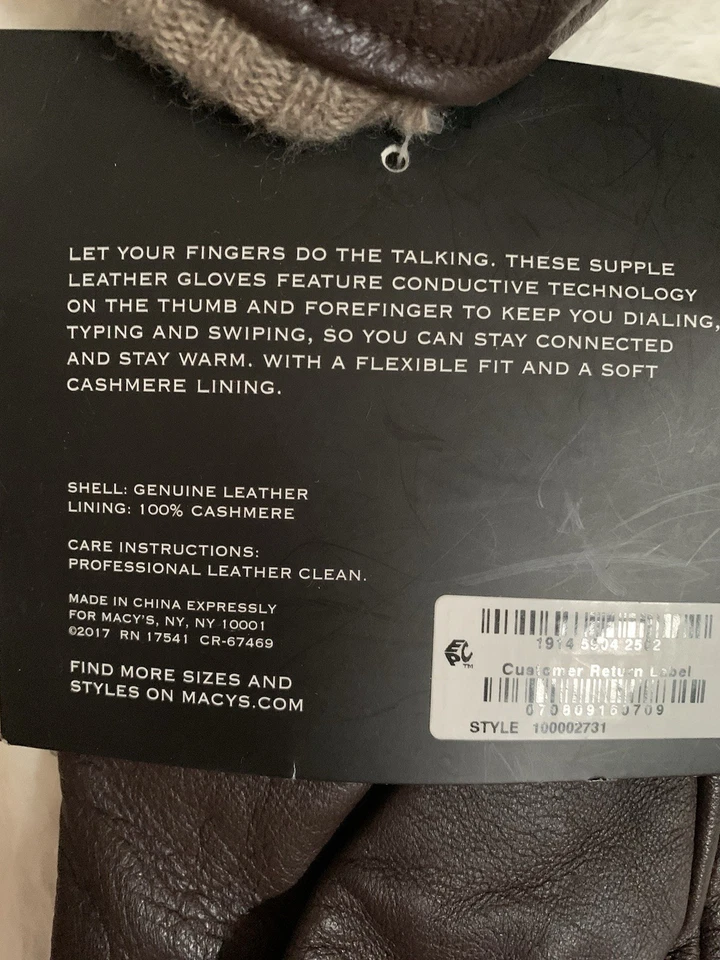 LET YOUR FINGERS DO THE TALKING. THESE SUPPLE
LEATHER GLOVES FEATURE CONDUCTIVE TECHNOLOGY
ON THE THUMB AND FOREFINGER TO KEEP YOU DIALING,
TYPING AND SWIPING, SO YOU CAN STAY CONNECTED
AND STAY WARM. WITH A FLEXIBLE FIT AND A SOFT
CASHMERE LINING.
SHELL: GENUINE LEATHER
LINING: 100% CASHMERE
CARE INSTRUCTIONS:
PROFESSIONAL LEATHER CLEAN.
MADE IN CHINA EXPRESSLY
FOR MACY'S, NY, NY 10001
©2017 RN 17541 CR-67469
FIND MORE SIZES AND
STYLES ON MACYS.COM
EPC TM
Customer Return Label
STYLE 100002731